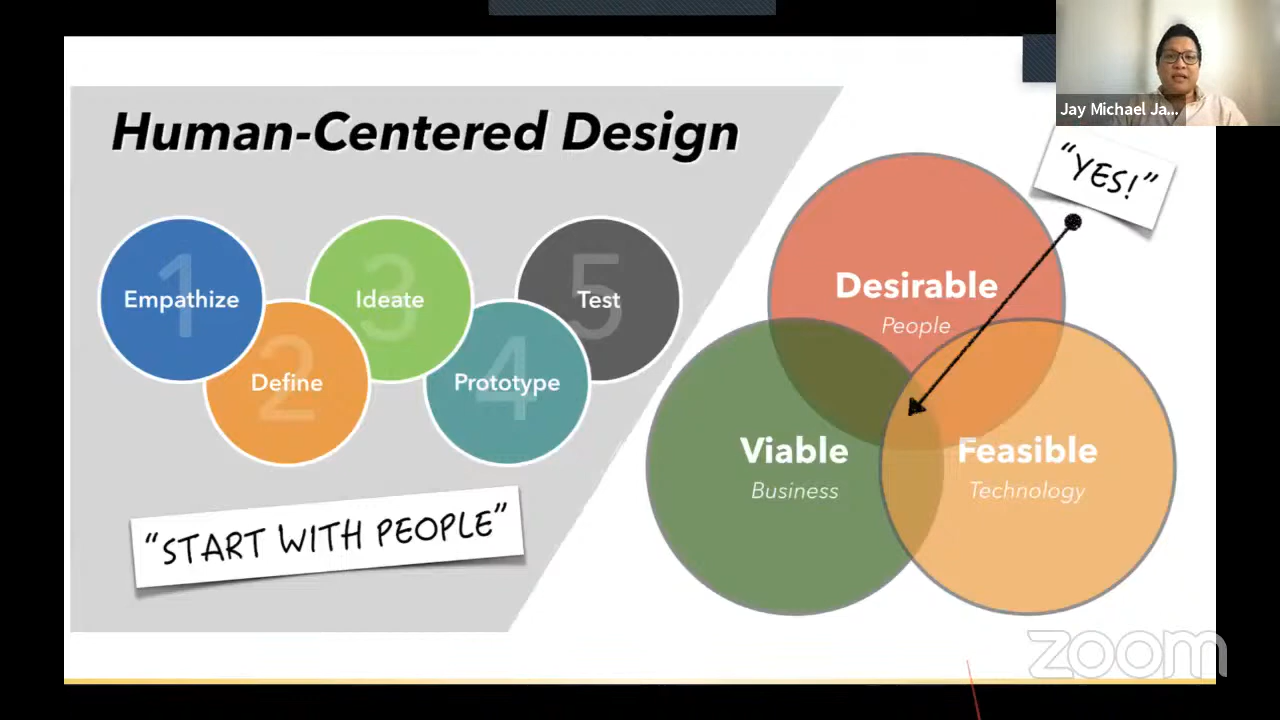 Human-Centered Design
1
Empathize
2
Define
3
Ideate
4
Prototype
5
Test
“START WITH PEOPLE”
Desirable
People
Viable
Business
Feasible
Technology
“YES!”
Jay Michael Ja...
zoom